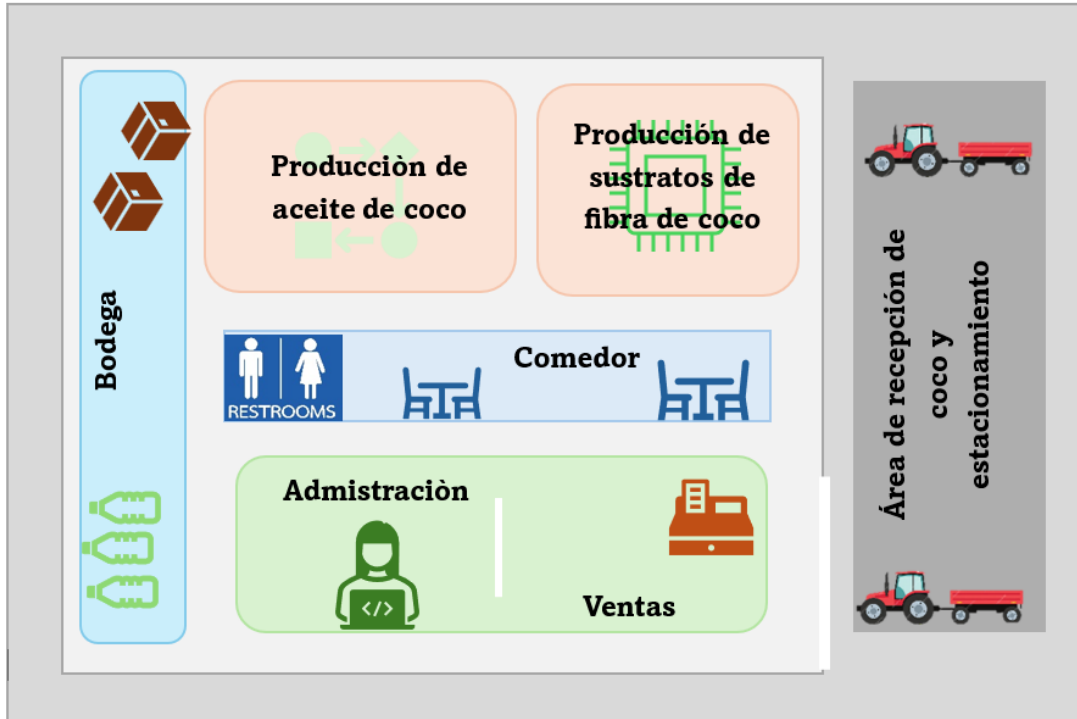 Producciòn de
aceite de coco
Producción de
sustratos de
fibra de coco
Bodega
RESTROOMS
Comedor
Admistraciòn
</>
Ventas
Área de recepción de
coco y
estacionamiento